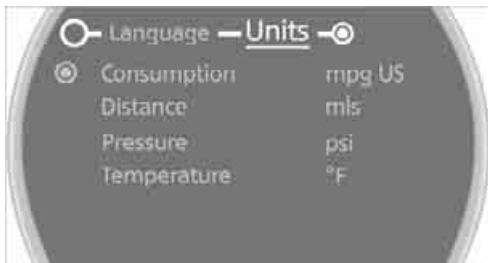 Language Units
Consumption mpg US
Distance mls
Pressure psi
Temperature °F